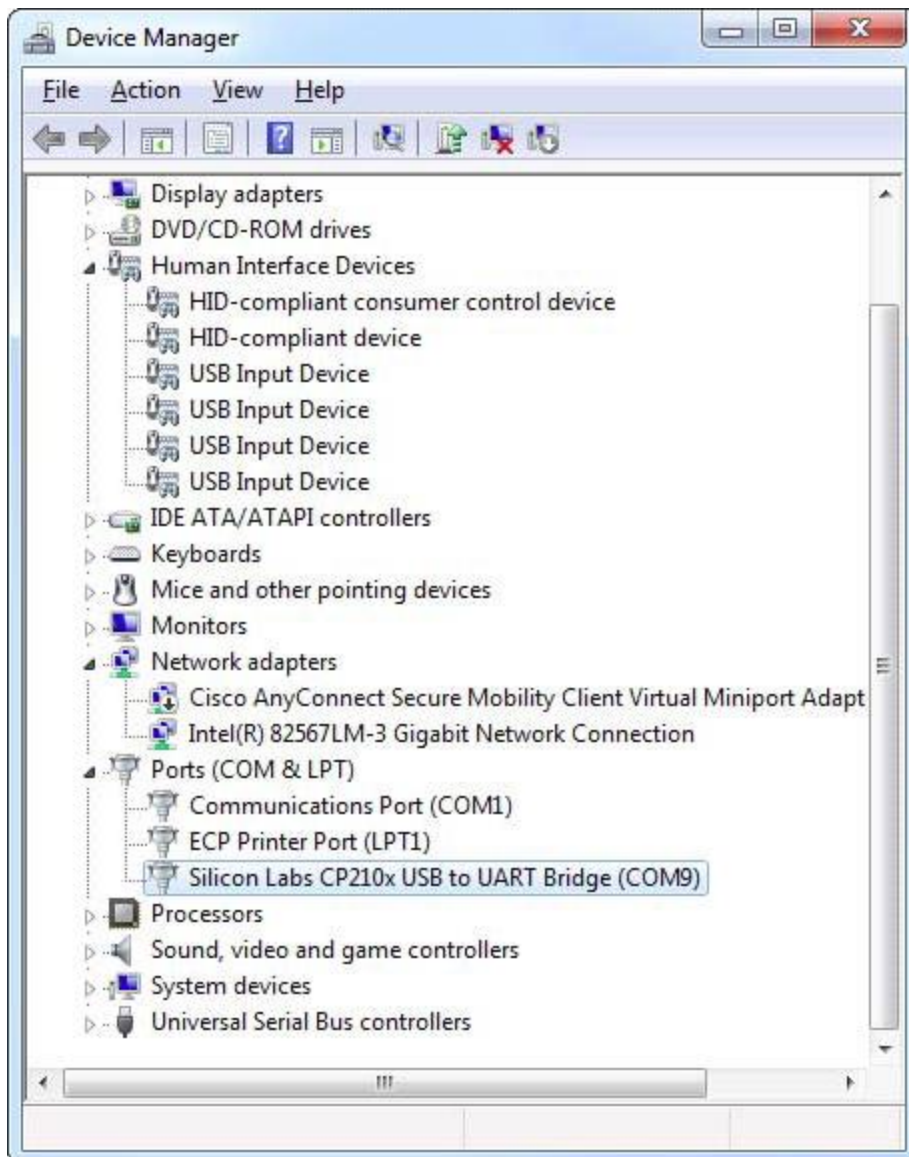 Device Manager
File Action View Help
Display adapters
DVD/CD-ROM drives
Human Interface Devices
HID-compliant consumer control device
HID-compliant device
USB Input Device
USB Input Device
USB Input Device
USB Input Device
IDE ATA/ATAPI controllers
Keyboards
Mice and other pointing devices
Monitors
Network adapters
Cisco AnyConnect Secure Mobility Client Virtual Miniport Adapt
Intel(R) 82567LM-3 Gigabit Network Connection
Ports (COM & LPT)
Communications Port (COM1)
ECP Printer Port (LPT1)
Silicon Labs CP210x USB to UART Bridge (COM9)
Processors
Sound, video and game controllers
System devices
Universal Serial Bus controllers